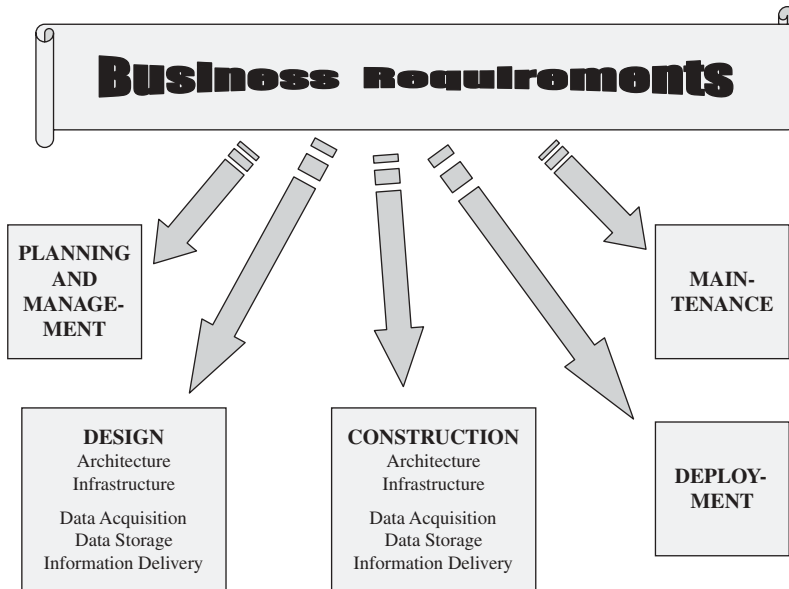 Business Requirements
PLANNING
AND
MANAGE-
MENT
MAIN-
TENANCE
DESIGN
Architecture
Infrastructure
Data Acquisition
Data Storage
Information Delivery
CONSTRUCTION
Architecture
Infrastructure
Data Acquisition
Data Storage
Information Delivery
DEPLOY-
MENT